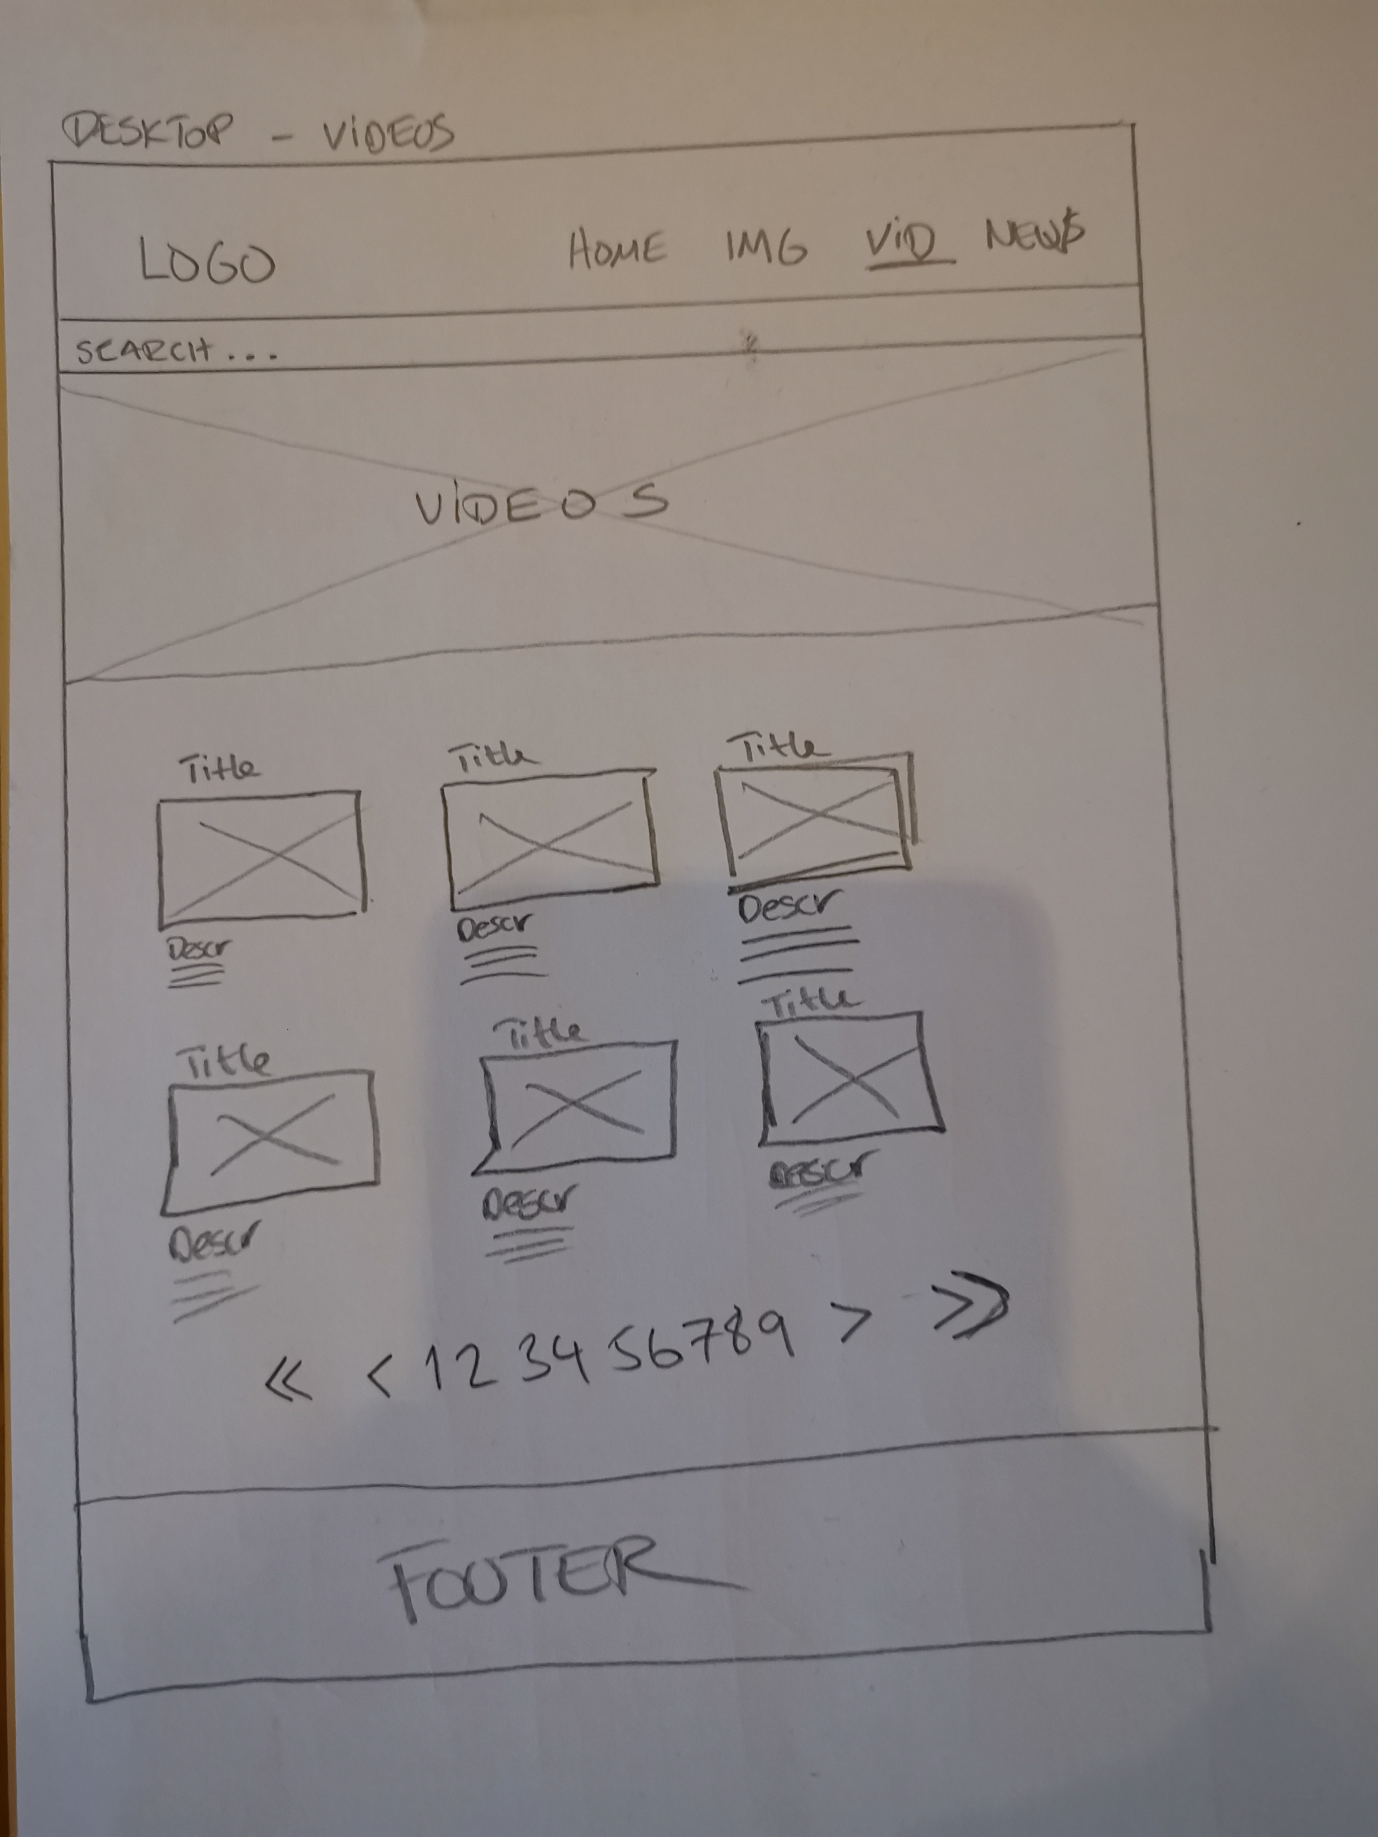 DESKTOP - VIDEOS
LOGO HOME IMG VID NEWS
SEARCH...
VIDEOS
Title Title Title
Descr Descr Descr
Title Title Title
Descr Descr Descr
<< < 1 2 3 4 5 6 7 8 9 > >>
FOOTER